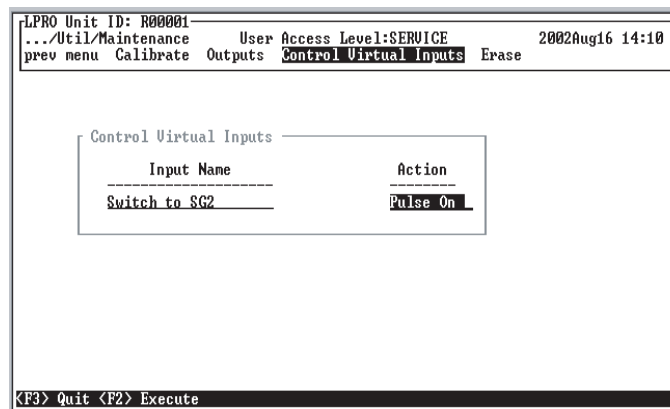 LPRO Unit ID: R00001
.../Util/Maintenance User Access Level:SERVICE 2002Aug16 14:10
prev menu Calibrate Outputs Control Virtual Inputs Erase
Control Virtual Inputs
Input Name Action
Switch to SG2 Pulse On
<F3> Quit <F2> Execute